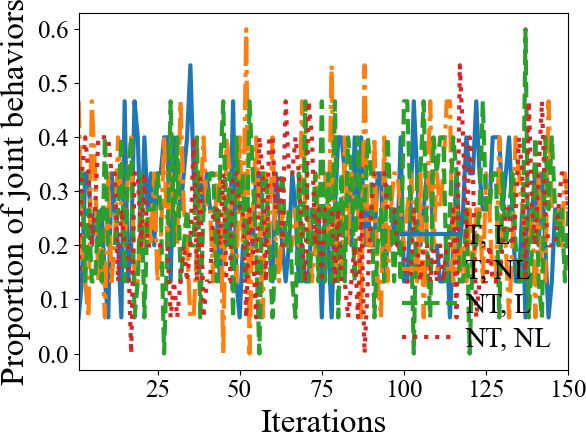 Proportion of joint behaviors
0.6
0.5
0.4
0.3
0.2
0.1
0.0
T, L
T, NL
NT, L
NT, NL
25 50 75 100 125 150
Iterations